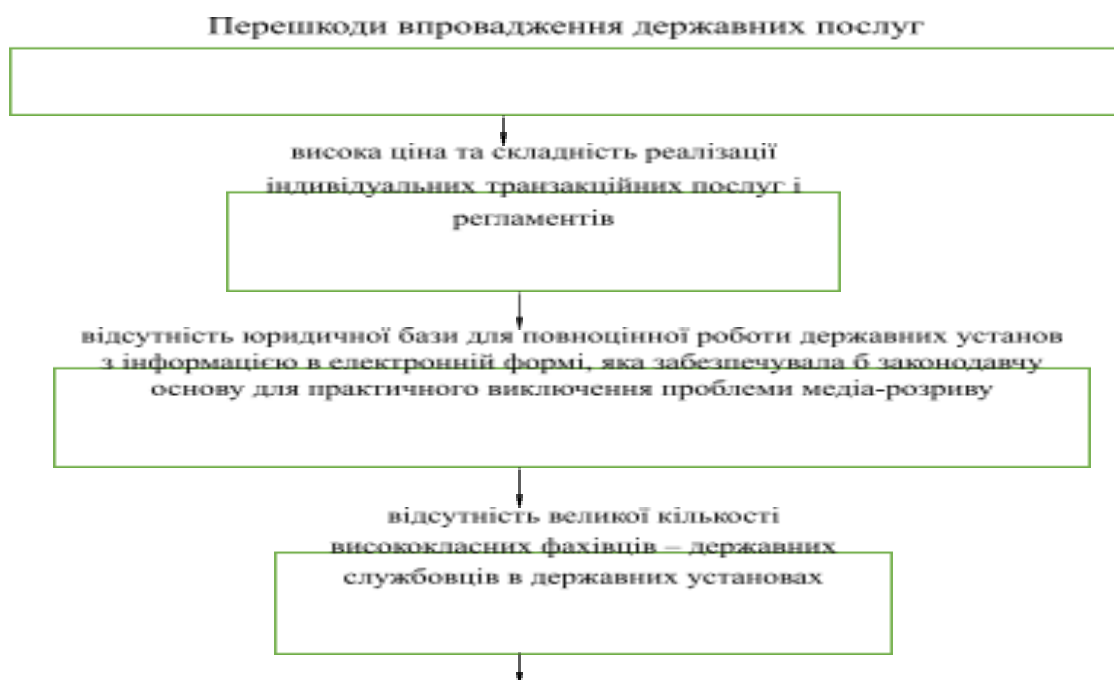 Перешкоди впровадження державних послуг
висока ціна та складність реалізації
індивідуальних транзакційних послуг і
регламентів
відсутність юридичної бази для повноцінної роботи державних установ
з інформацією в електронній формі, яка забезпечувала б законодавчу
основу для практичного виключення проблеми медіа-розриву
відсутність великої кількості
висококласних фахівців – державних
службовців в державних установах